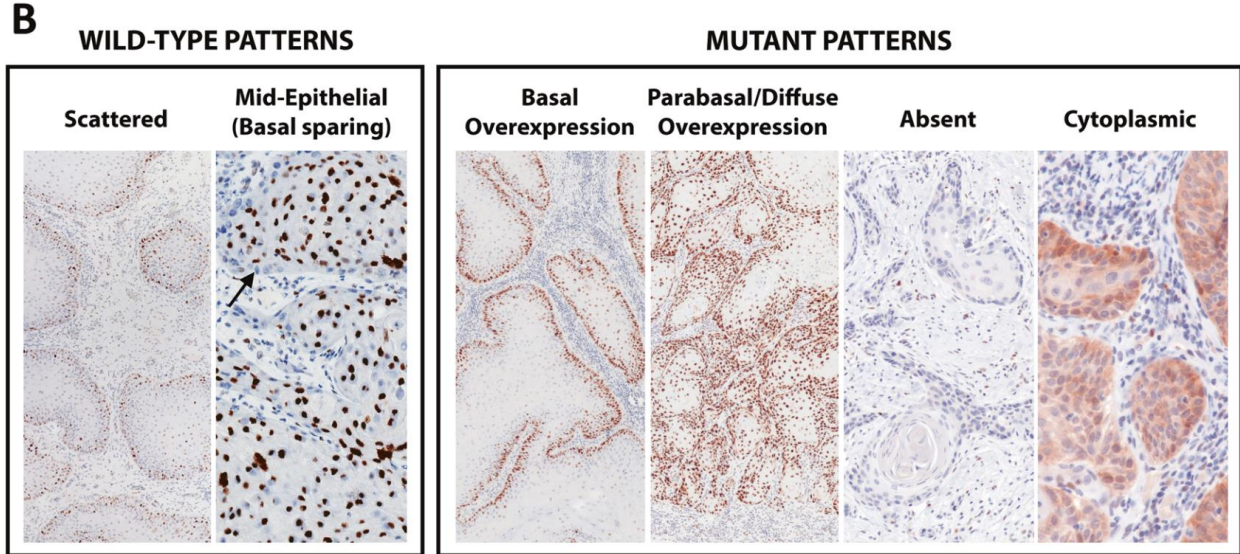 B
WILD-TYPE PATTERNS
MUTANT PATTERNS
Scattered
Mid-Epithelial
(Basal sparing)
Basal
Overexpression
Parabasal/Diffuse
Overexpression
Absent
Cytoplasmic